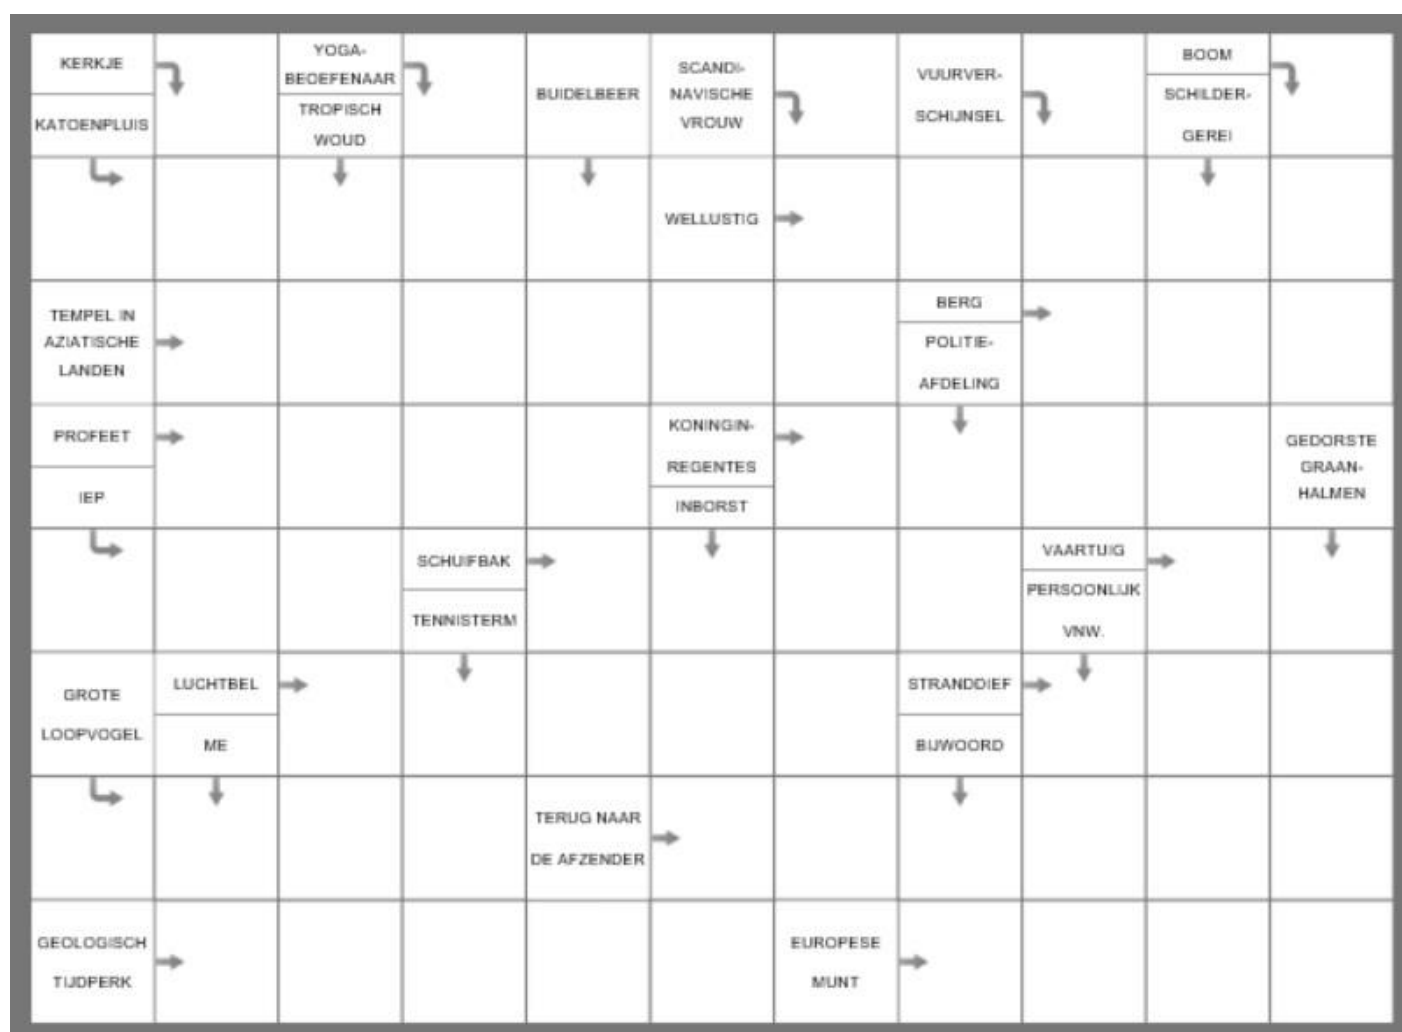 KERKJE
KATOENPLUIS
YOGA-
BEOEFENAAR
TROPISCH
WOUD
BUIDELBEER
SCANDI-
NAVISCHE
VROUW
VUURVER-
SCHIJNSEL
BOOM
SCHILDER-
GEREI
WELLUSTIG
TEMPEL IN
AZIATISCHE
LANDEN
BERG
POLITIE-
AFDELING
PROFEET
IEP
KONINGIN-
REGENTES
INBORST
GEDORSTE
GRAAN-
HALMEN
SCHUIFBAK
TENNISTERM
VAARTUIG
PERSOONLIJK
VNW.
GROTE
LOOPVOGEL
LUCHTBEL
ME
STRANDDIEF
BIJWOORD
TERUG NAAR
DE AFZENDER
GEOLOGISCH
TIJDPERK
EUROPESE
MUNT